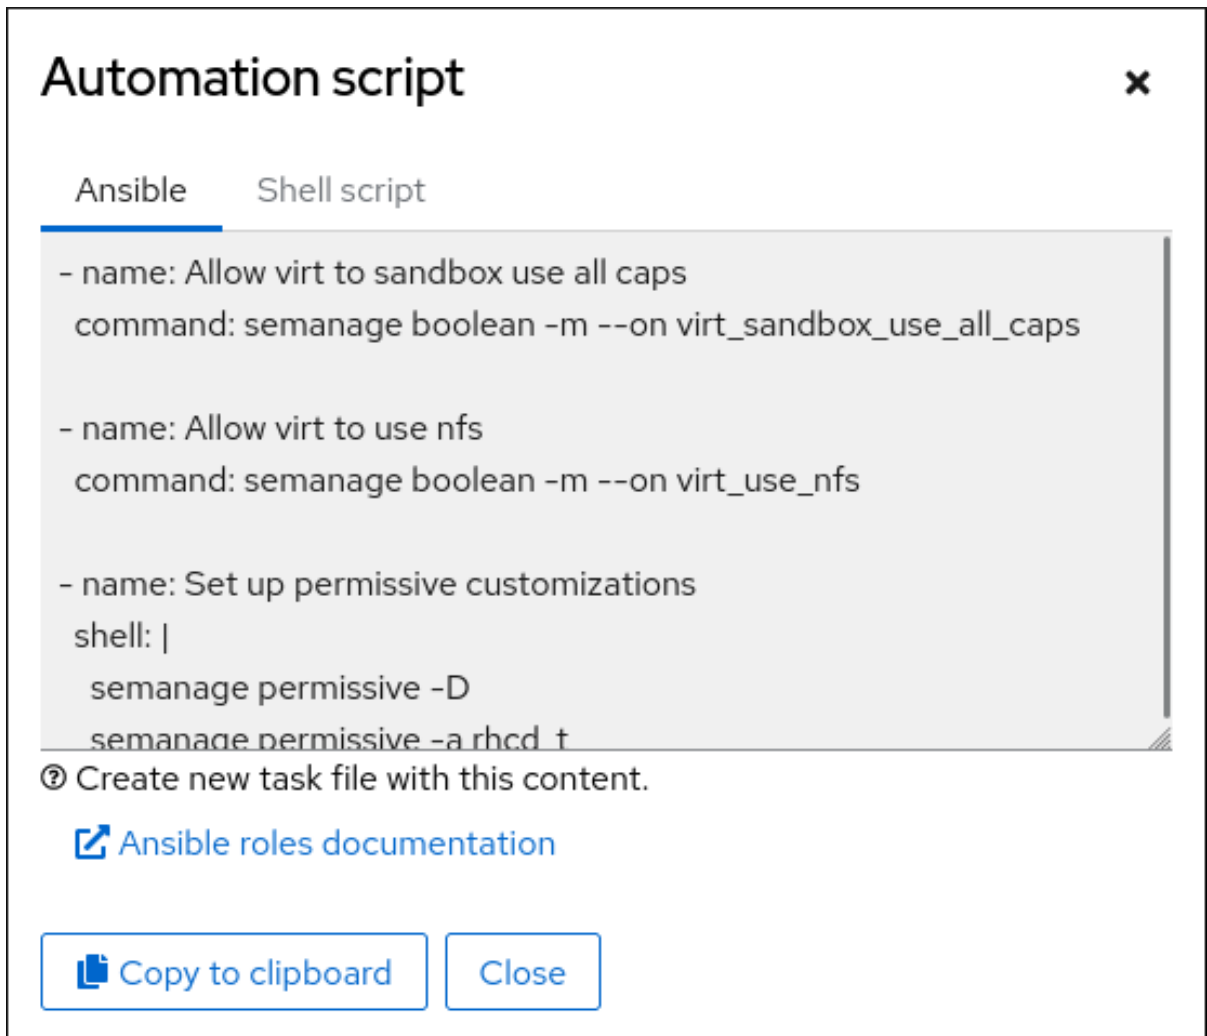 Automation script
Ansible
Shell script
- name: Allow virt to sandbox use all caps
  command: semanage boolean -m --on virt_sandbox_use_all_caps
- name: Allow virt to use nfs
  command: semanage boolean -m --on virt_use_nfs
- name: Set up permissive customizations
  shell: |
    semanage permissive -D
    semanage permissive -a rhcd_t
Create new task file with this content.
Ansible roles documentation
Copy to clipboard
Close